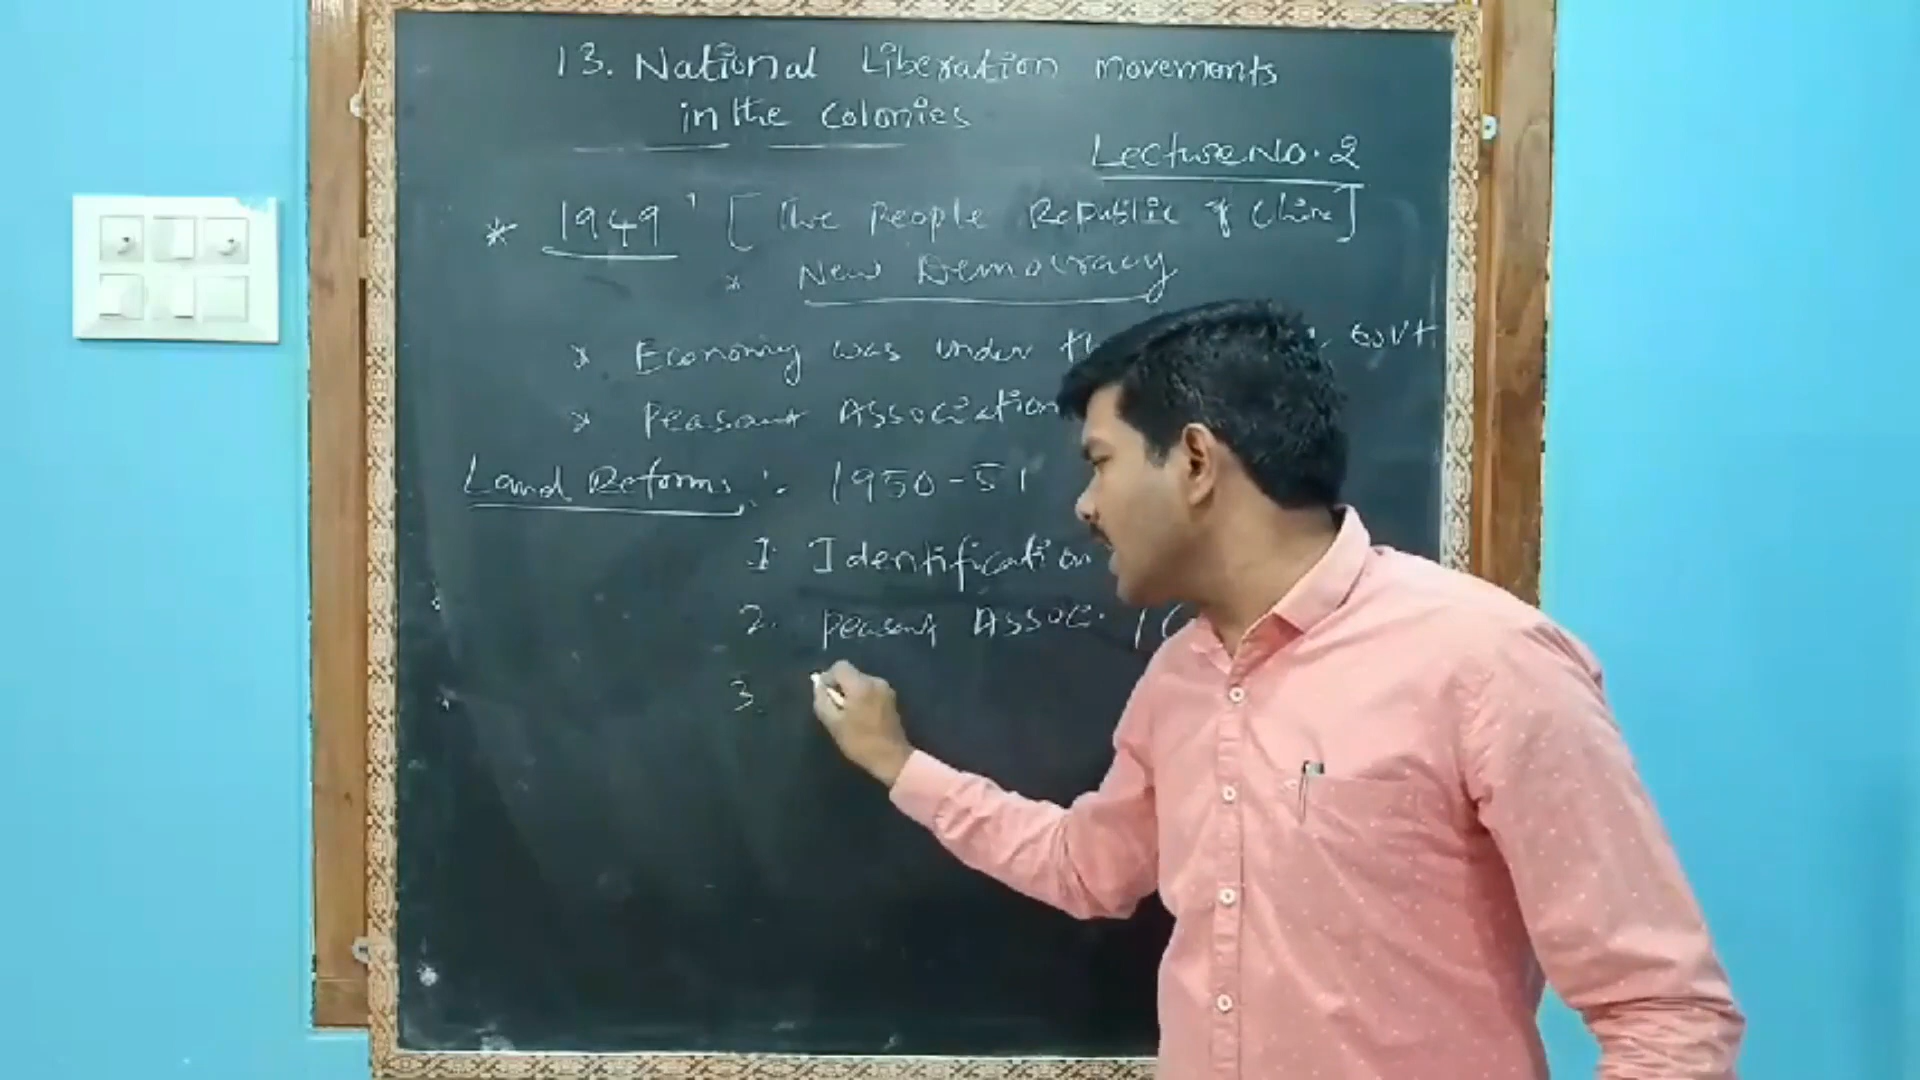 13. National Liberation movements
in the colonies
Lecture No. 2
* 1949' [The People Republic of China]
* New Democracy
* Economy was under govt
* Peasant Association
Land Reforms:- 1950-51
1. Identification
2. Peasant Assoc.
3.